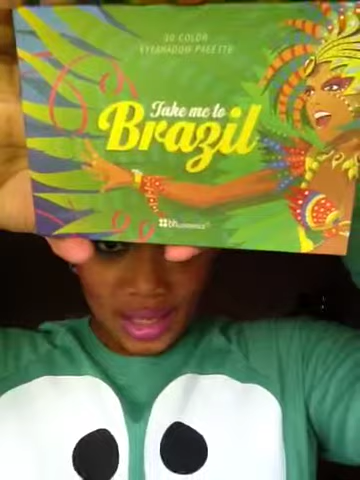 30 COLOR
EYESHADOW PALETTE
Take me to
Brazil
bhcosmetics